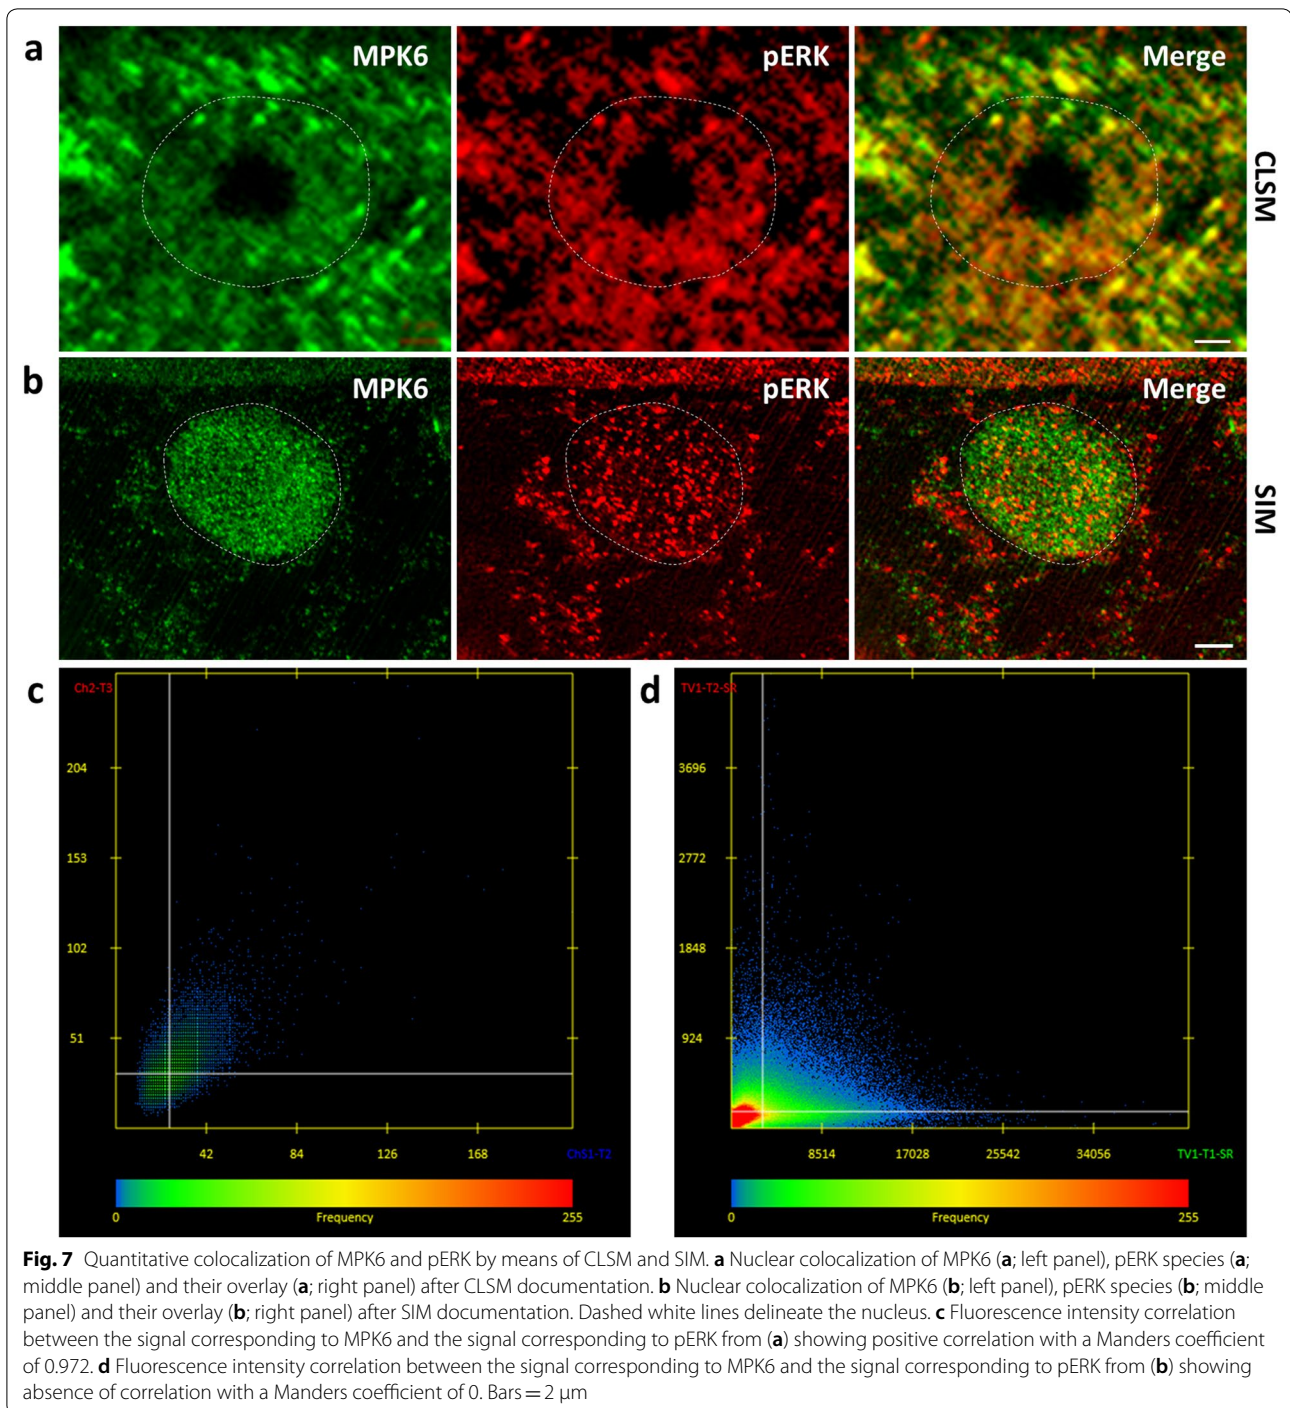 a
MPK6
pERK
Merge
CLSM
b
MPK6
pERK
Merge
SIM
c
Ch2-T3
204
153
102
51
42
84
126
168
ChS1-T2
0
Frequency
255
d
TV1-T2-SR
3696
2772
1848
924
8514
17028
25542
34056
TV1-T1-SR
0
Frequency
255
Fig. 7 Quantitative colocalization of MPK6 and pERK by means of CLSM and SIM. a Nuclear colocalization of MPK6 (a; left panel), pERK species (a;
middle panel) and their overlay (a; right panel) after CLSM documentation. b Nuclear colocalization of MPK6 (b; left panel), pERK species (b; middle
panel) and their overlay (b; right panel) after SIM documentation. Dashed white lines delineate the nucleus. c Fluorescence intensity correlation
between the signal corresponding to MPK6 and the signal corresponding to pERK from (a) showing positive correlation with a Manders coefficient
of 0.972. d Fluorescence intensity correlation between the signal corresponding to MPK6 and the signal corresponding to pERK from (b) showing
absence of correlation with a Manders coefficient of 0. Bars = 2 μm